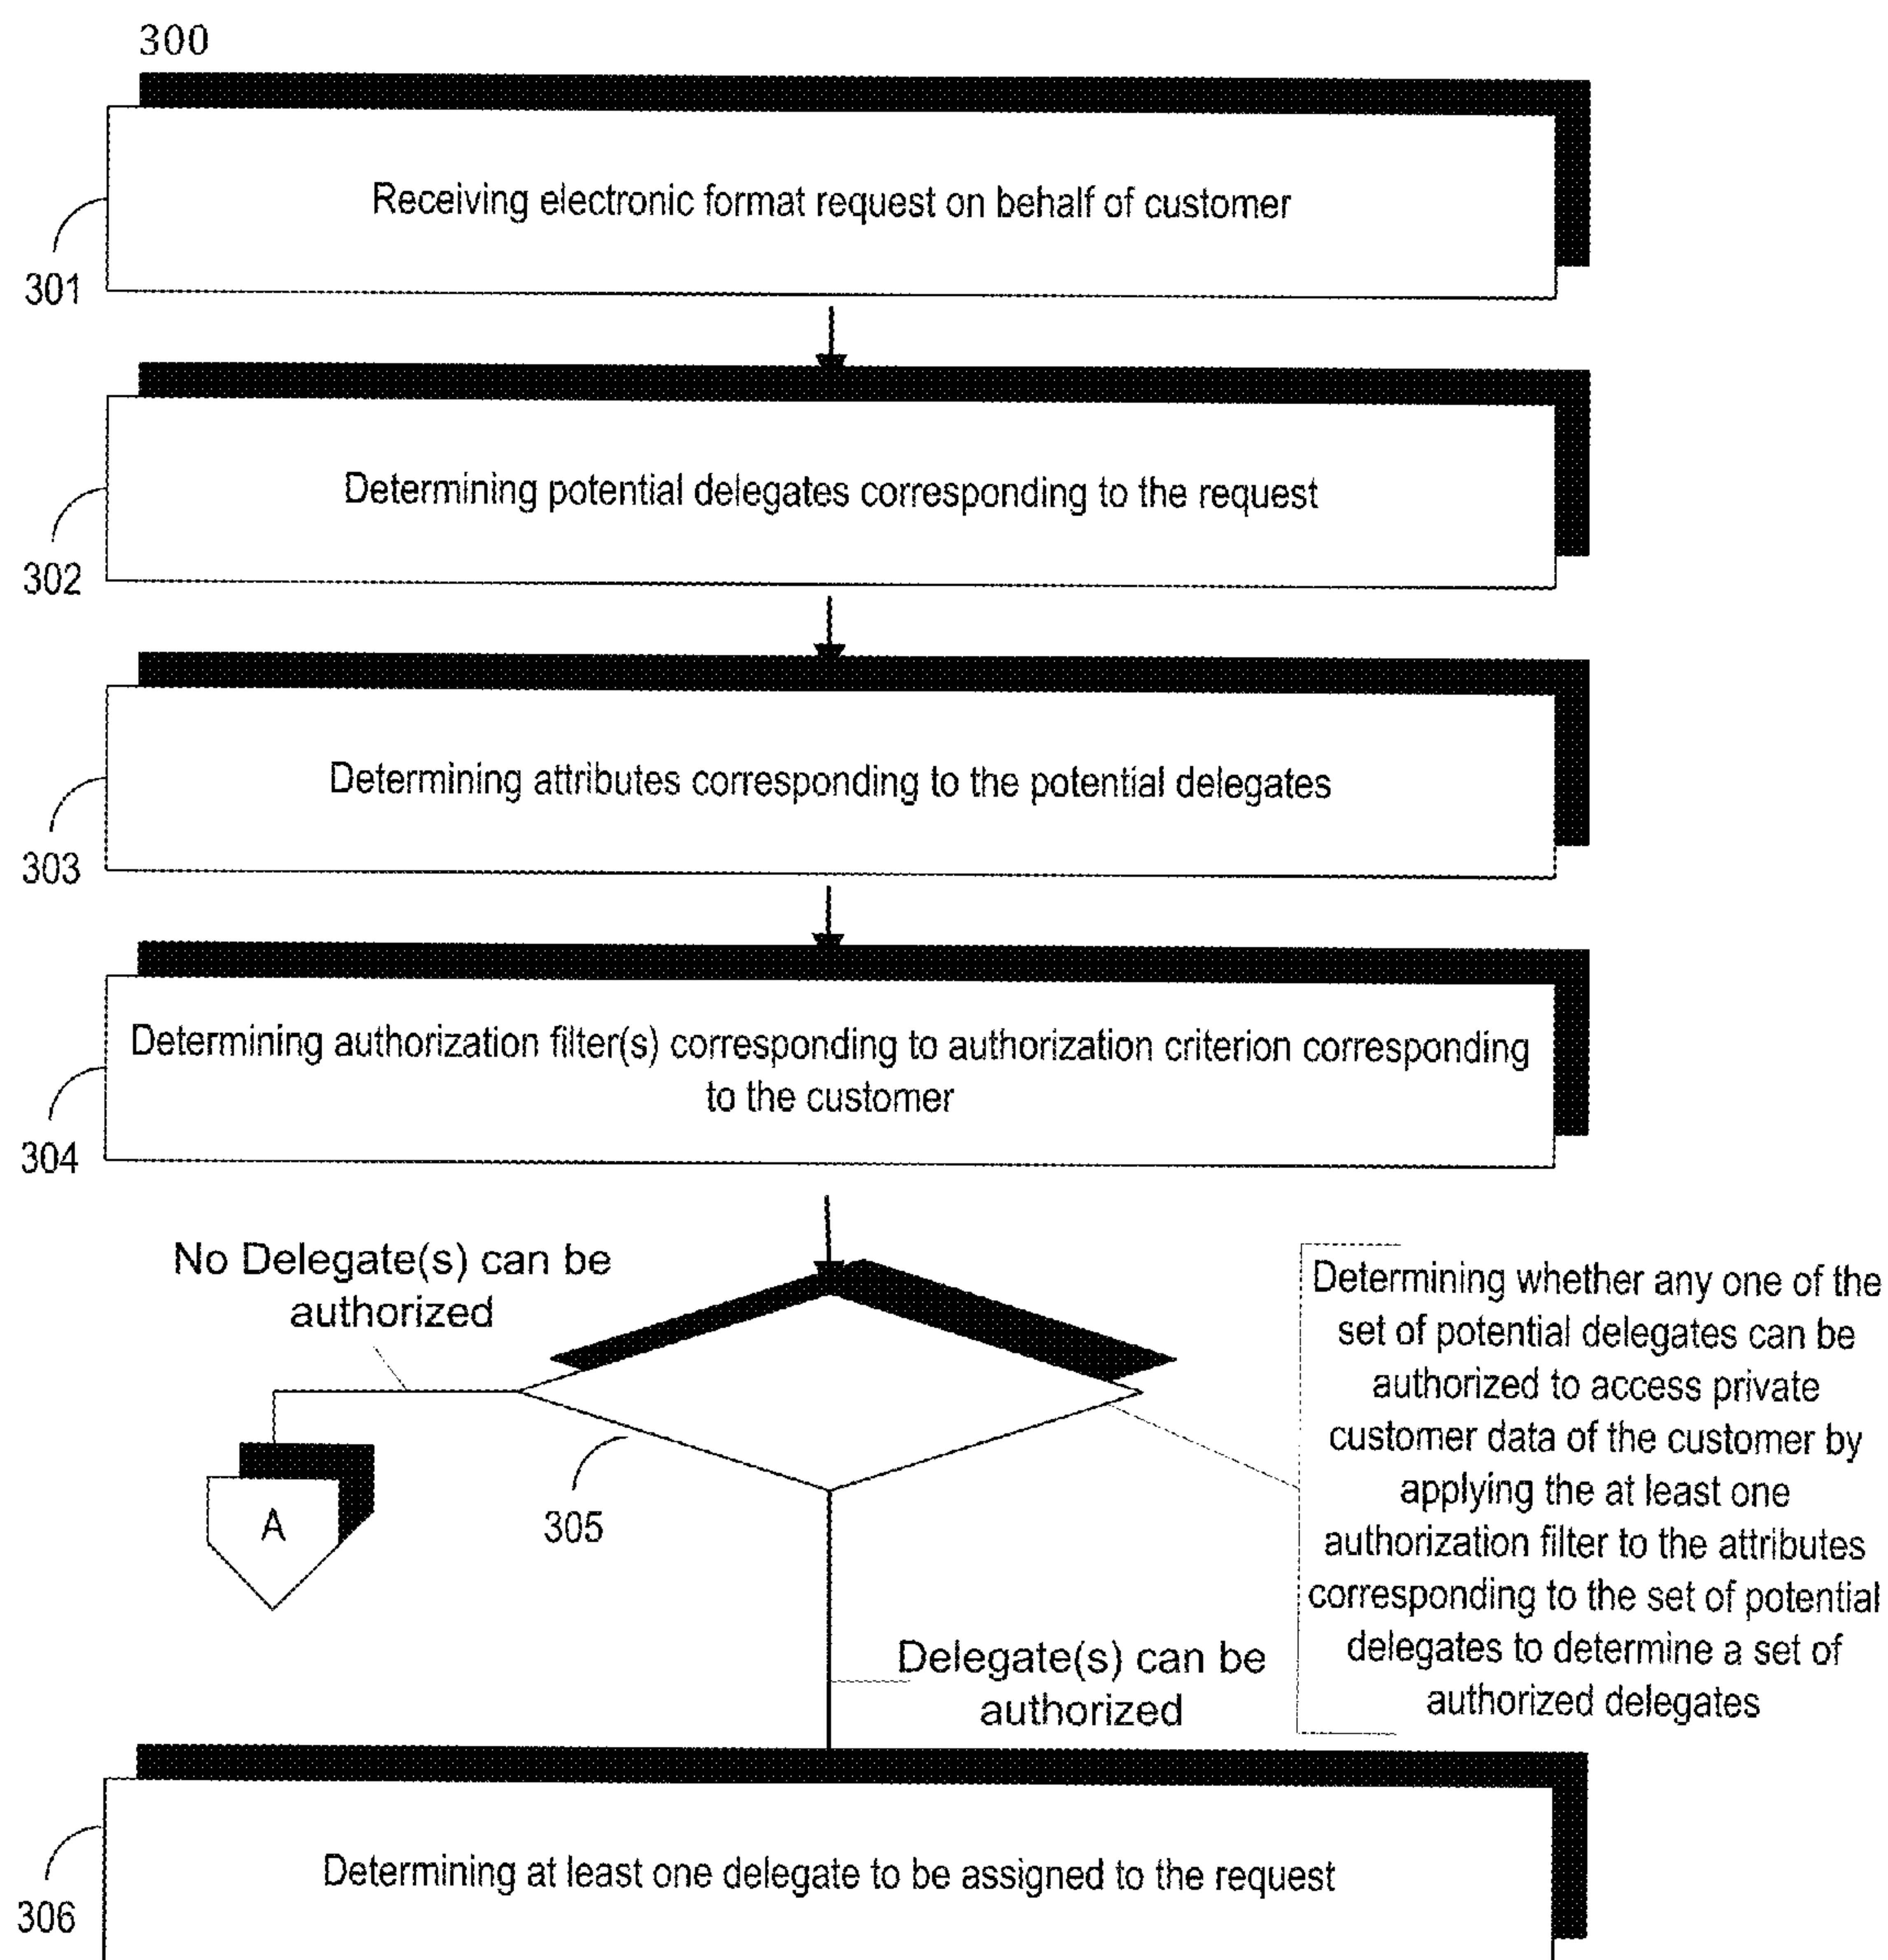 300
Receiving electronic format request on behalf of customer
301
Determining potential delegates corresponding to the request
302
Determining attributes corresponding to the potential delegates
303
Determining authorization filter(s) corresponding to authorization criterion corresponding
to the customer
304
No Delegate(s) can be
authorized
A
305
Determining whether any one of the
set of potential delegates can be
authorized to access private
customer data of the customer by
applying the at least one
authorization filter to the attributes
corresponding to the set of potential
delegates to determine a set of
authorized delegates
Delegate(s) can be
authorized
Determining at least one delegate to be assigned to the request
306